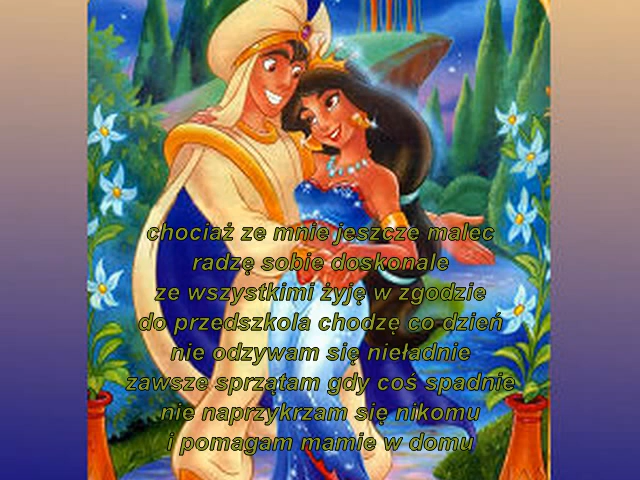 chociaż ze mnie jeszcze malec
radzę sobie doskonale
ze wszystkimi żyję w zgodzie
do przedszkola chodzę co dzień
nie odzywam się nieładnie
zawsze sprzątam gdy coś spadnie
nie naprzykrzam się nikomu
i pomagam mamie w domu